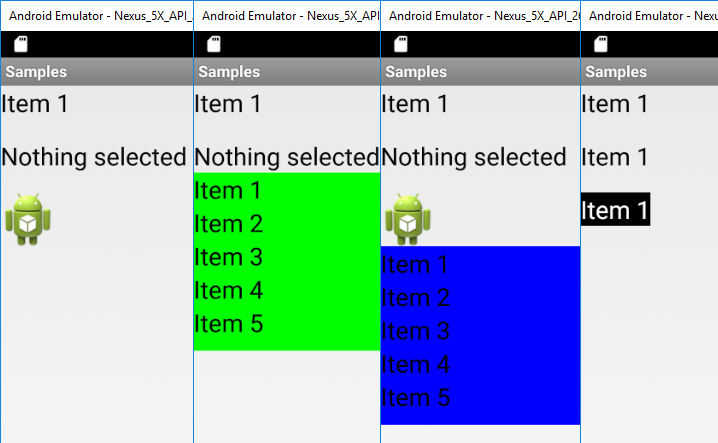 Android Emulator - Nexus_5X_API_
Samples
Item 1
Nothing selected
Android Emulator - Nexus_5X_API
Samples
Item 1
Nothing selected
Item 1
Item 2
Item 3
Item 4
Item 5
Android Emulator - Nexus_5X_API_20
Samples
Item 1
Nothing selected
Item 1
Item 2
Item 3
Item 4
Item 5
Android Emulator - Nexus_5X
Samples
Item 1
Item 1
Item 1